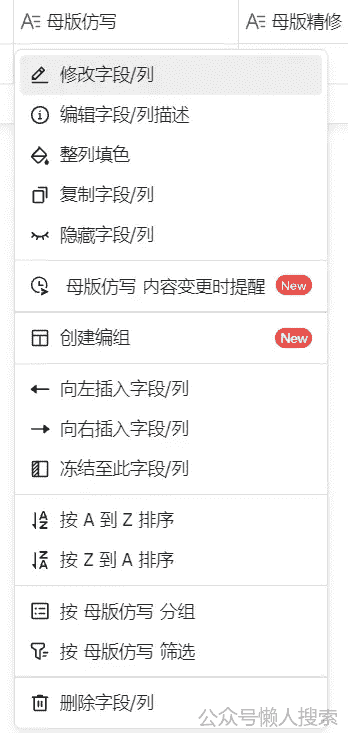 母版仿写 母版精修
修改字段/列
编辑字段/列描述
整列填色
复制字段/列
隐藏字段/列
母版仿写 内容变更时提醒 New
创建编组 New
向左插入字段/列
向右插入字段/列
冻结至此字段/列
按 A 到 Z 排序
按 Z 到 A 排序
按 母版仿写 分组
按 母版仿写 筛选
删除字段/列
公众号懒人搜索